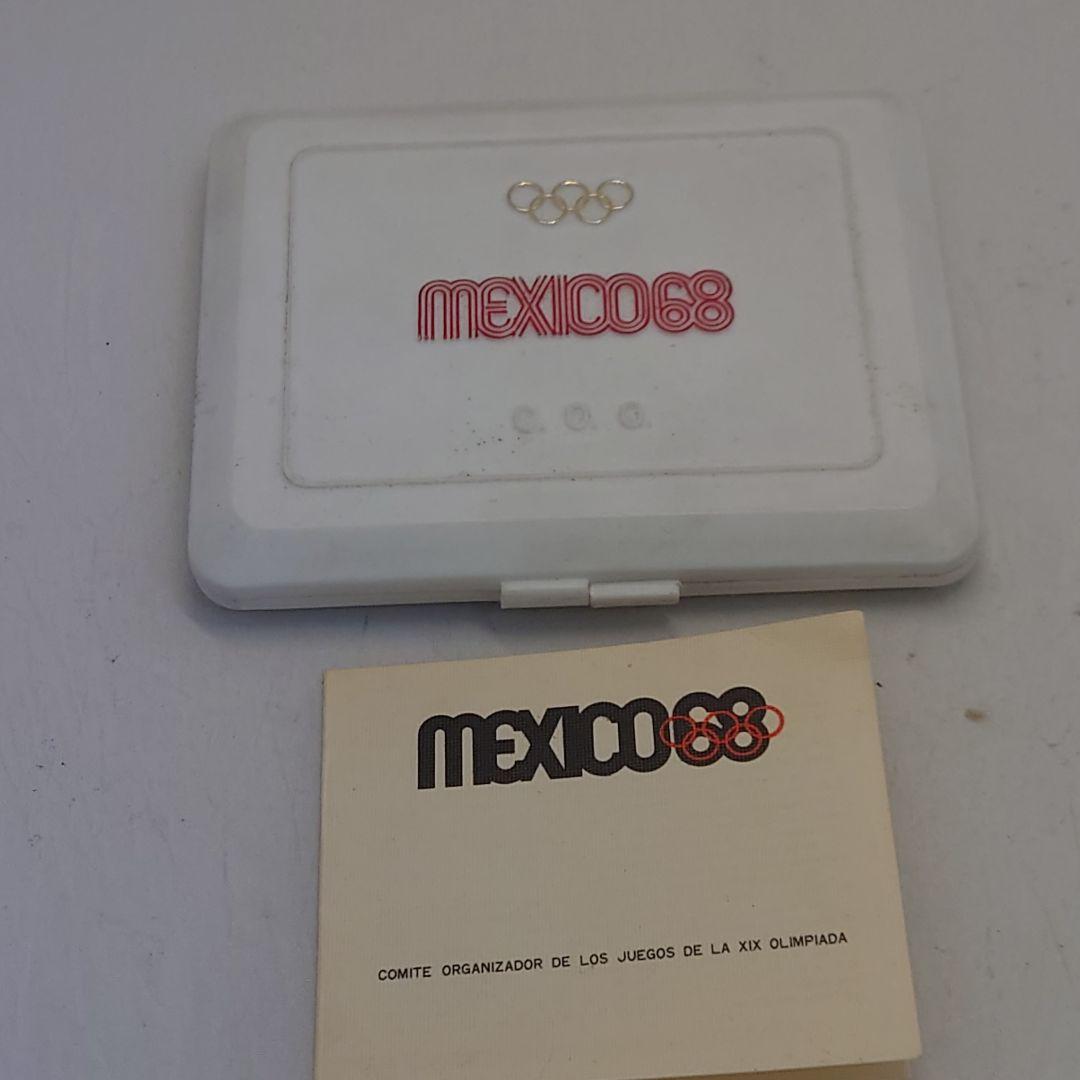 MEXICO68
C. O. O.
MEXICO68
COMITE ORGANIZADOR DE LOS JUEGOS DE LA XIX OLIMPIADA